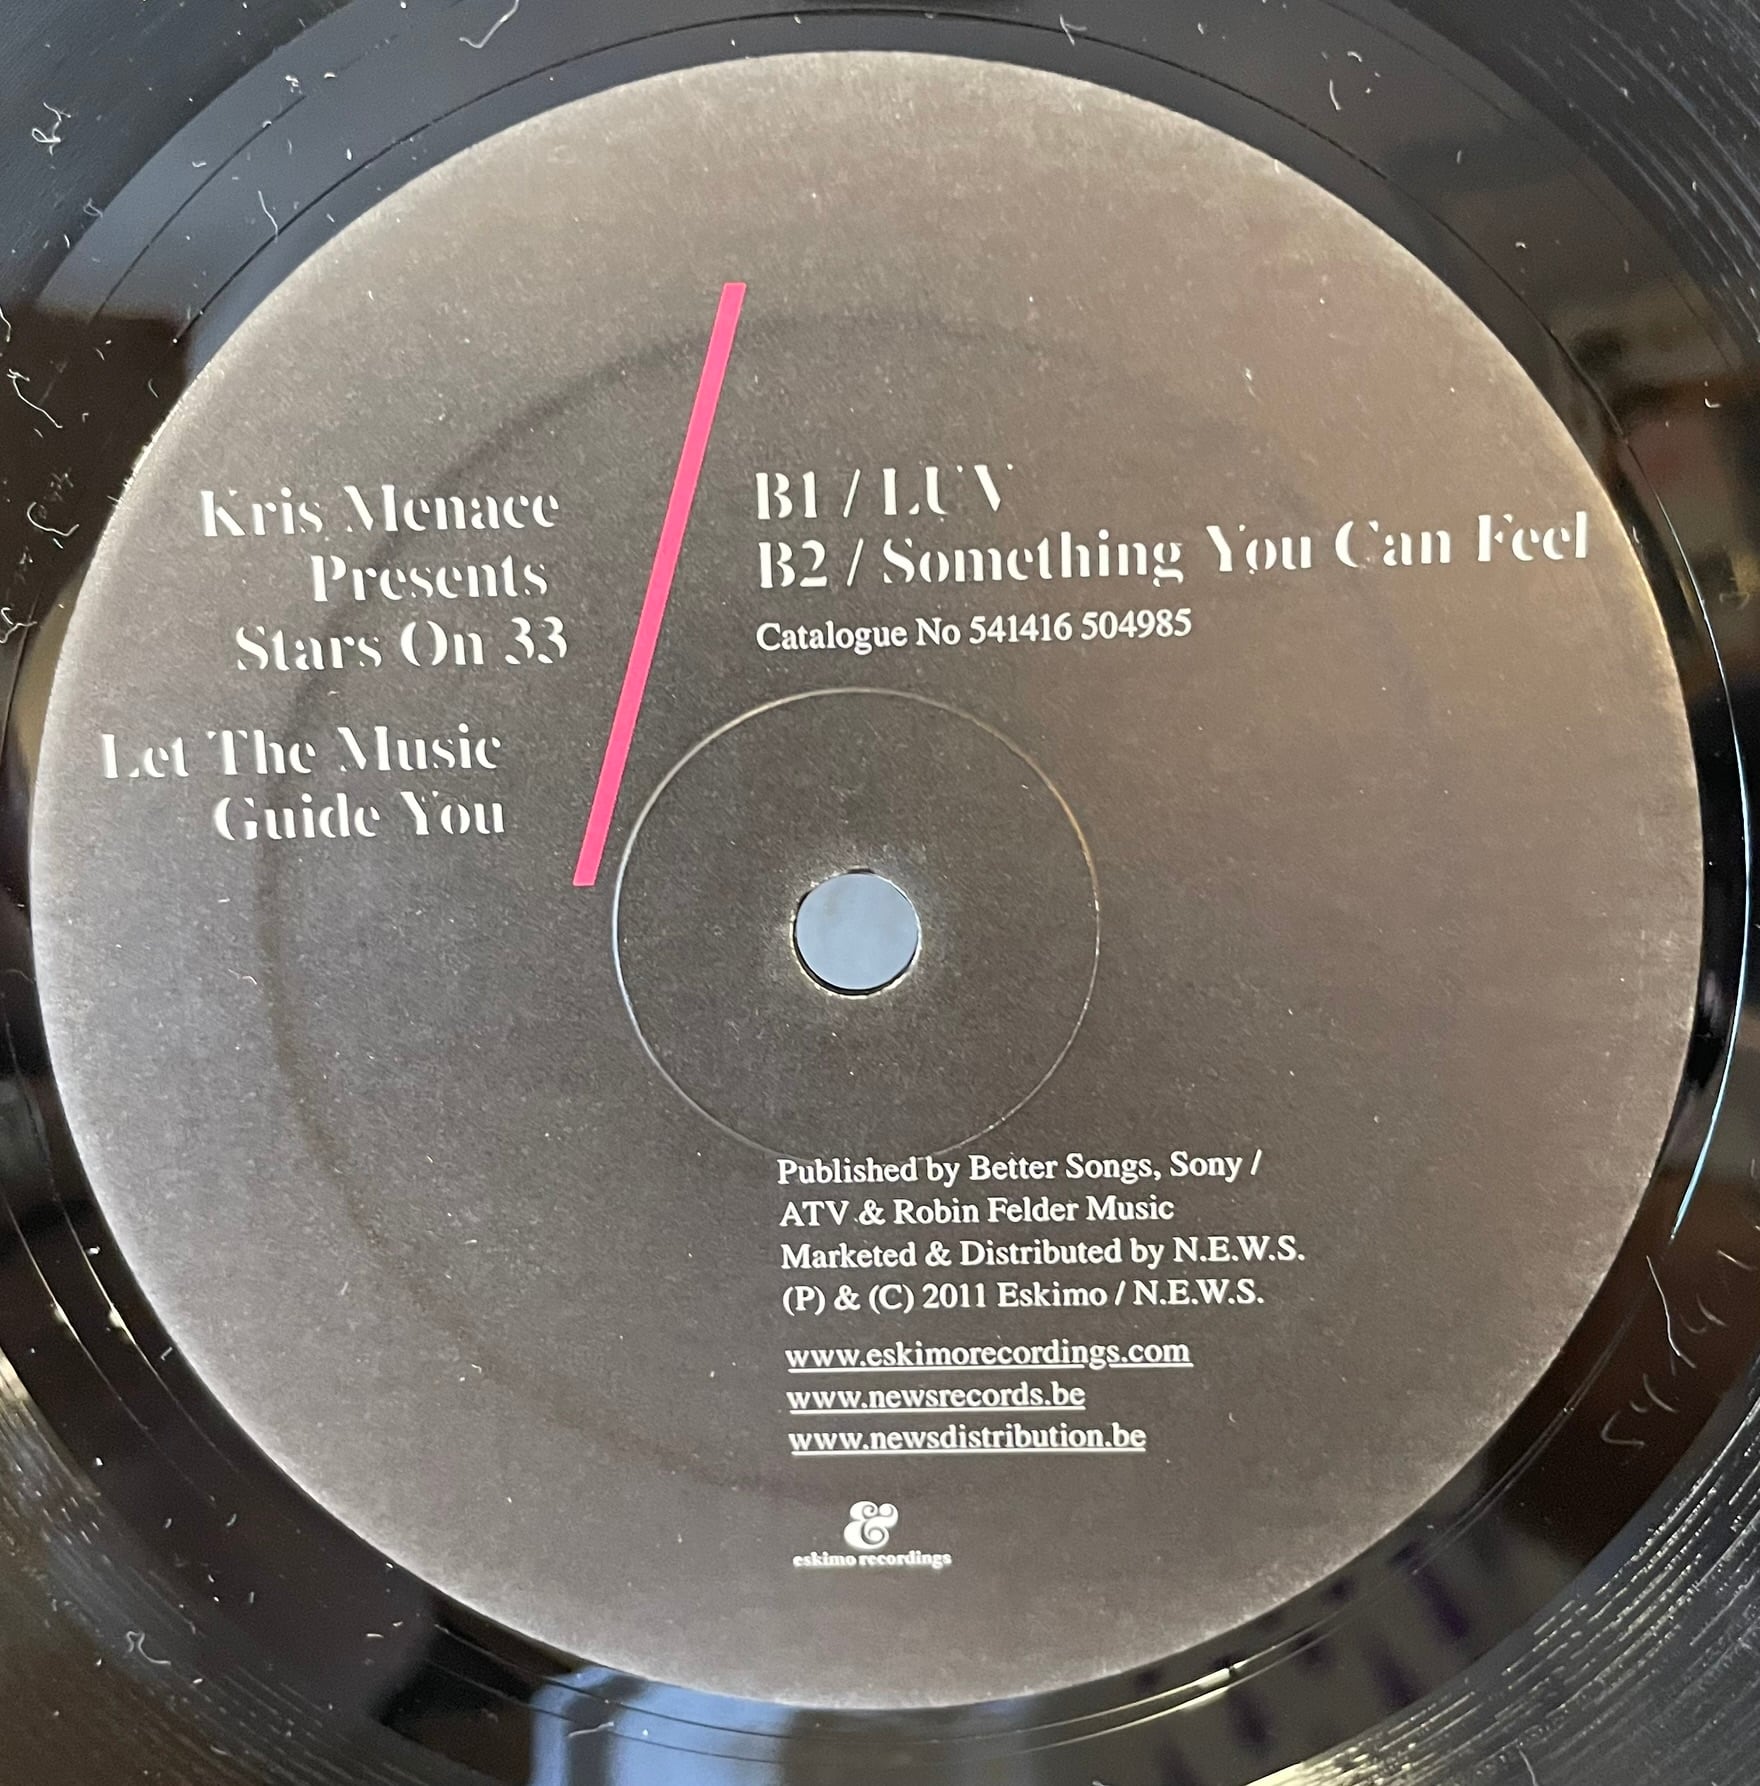 Kris Menace
Presents
Stars On 33
Let The Music
Guide You
B1 / LUV
B2 / Something You Can Feel
Catalogue No 541416 504985
Published by Better Songs, Sony /
ATV & Robin Felder Music
Marketed & Distributed by N.E.W.S.
(P) & (C) 2011 Eskimo / N.E.W.S.
www.eskimorecordings.com
www.newsrecords.be
www.newsdistribution.be
&
eskimo recordings